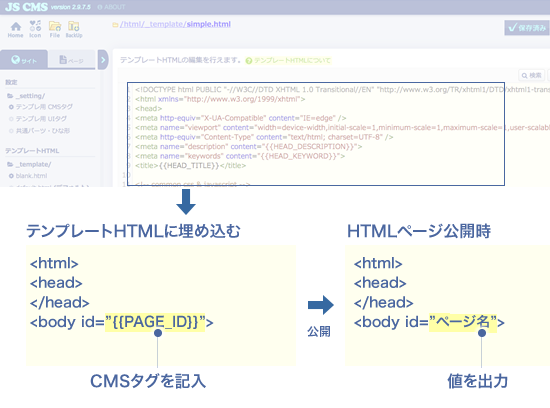 JS CMS version 2.9.7.5 ABOUT
Home Icon File BackUp
/html/_template/simple.html
保存済み
サイト ページ
テンプレートHTMLの編集を行えます。 テンプレートHTMLについて
検索
設定
_setting/
テンプレ用 CMSタグ
テンプレ用 UIタグ
共通パーツ・ひな形
テンプレートHTML
_template/
blank.html
<!DOCTYPE html PUBLIC "-//W3C//DTD XHTML 1.0 Transitional//EN" "http://www.w3.org/TR/xhtml1/DTD/xhtml1-trans
<html xmlns="http://www.w3.org/1999/xhtml">
<head>
<meta http-equiv="X-UA-Compatible" content="IE=edge" />
<meta name="viewport" content="width=device-width,initial-scale=1,minimum-scale=1,maximum-scale=1,user-scalab
<meta http-equiv="Content-Type" content="text/html; charset=UTF-8" />
<meta name="description" content="{{HEAD_DESCRIPTION}}">
<meta name="keywords" content="{{HEAD_KEYWORD}}">
<title>{{HEAD_TITLE}}</title>
<!-- common css & javascript -->
テンプレートHTMLに埋め込む
<html>
<head>
</head>
<body id="{{PAGE_ID}}">
CMSタグを記入
公開
HTMLページ公開時
<html>
<head>
</head>
<body id="ページ名">
値を出力